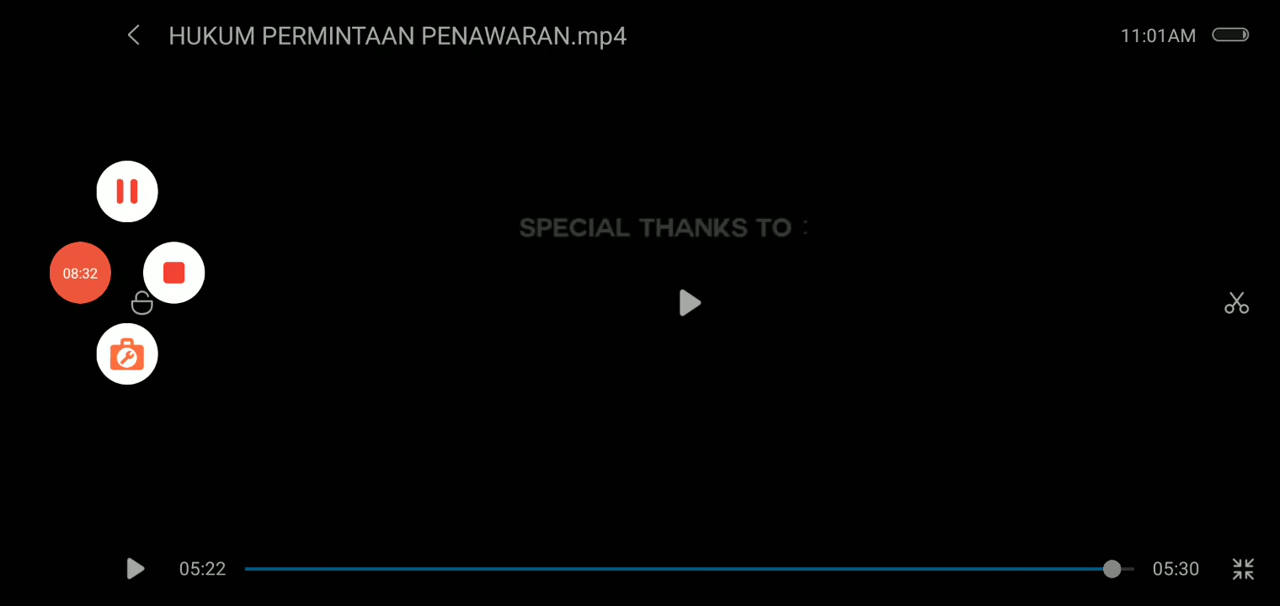 HUKUM PERMINTAAN PENAWARAN.mp4
11:01AM
SPECIAL THANKS TO :
08:32
05:22
05:30